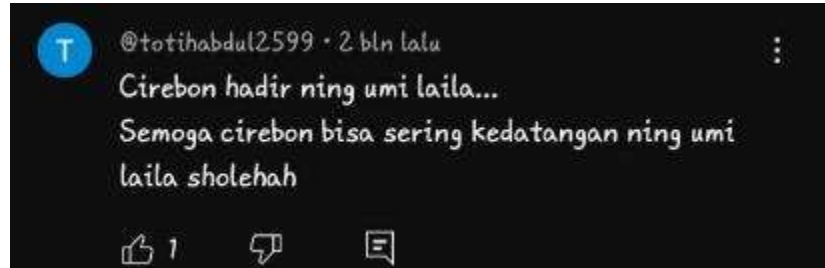 T
@totihabdul2599 • 2 bln lalu
Cirebon hadir ning umi laila...
Semoga cirebon bisa sering kedatangan ning umi
laila sholehah
1